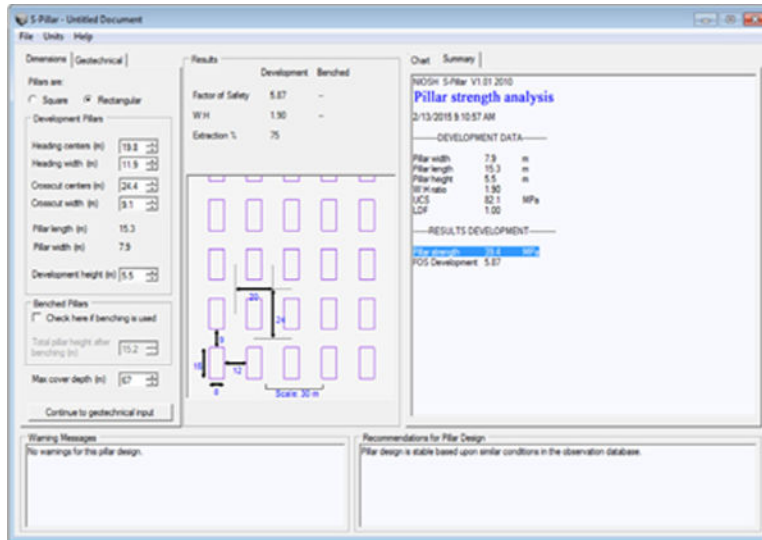 S-Pillar - Untitled Document
File Units Help
Dimensions Geotechnical
Pillars are:
Square Rectangular
Development Pillars
Heading centers (m) 19.8
Heading width (m) 11.9
Crosscut centers (m) 24.4
Crosscut width (m) 9.1
Pillar length (m) 15.3
Pillar width (m) 7.9
Development height (m) 5.5
Benched Pillars
Check here if benching is used
Total pillar height after
benching (m) 15.2
Max cover depth (m) 67
Continue to geotechnical input
Results
Development Benched
Factor of Safety 5.87 --
W:H 1.90 --
Extraction % 75
20
24
9
15
12
8
Scale: 30 m
Chart Summary
NIOSH S-Pillar V1.01 2010
Pillar strength analysis
2/13/2015 9:10:57 AM
-------DEVELOPMENT DATA-------
Pillar width 7.9 m
Pillar length 15.3 m
Pillar height 5.5 m
W:H ratio 1.90
UCS 82.1 MPa
LDF 1.00
-----RESULTS DEVELOPMENT-------
Pillar strength 39.4 MPa
FOS Development 5.87
Warning Messages
No warnings for this pillar design.
Recommendations for Pillar Design
Pillar design is stable based upon similar conditions in the observation database.